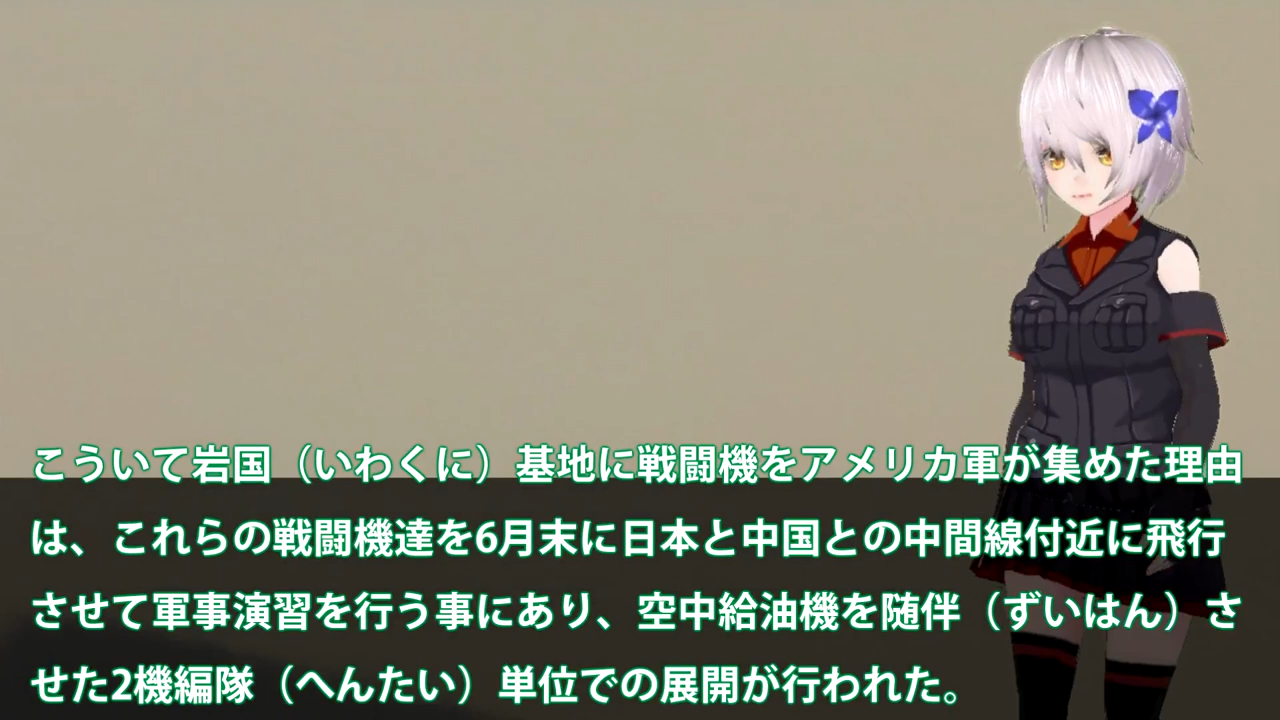 こういて岩国（いわくに）基地に戦闘機をアメリカ軍が集めた理由
は、これらの戦闘機達を6月末に日本と中国との中間線付近に飛行
させて軍事演習を行う事にあり、空中給油機を随伴（ずいはん）さ
せた2機編隊（へんたい）単位での展開が行われた。